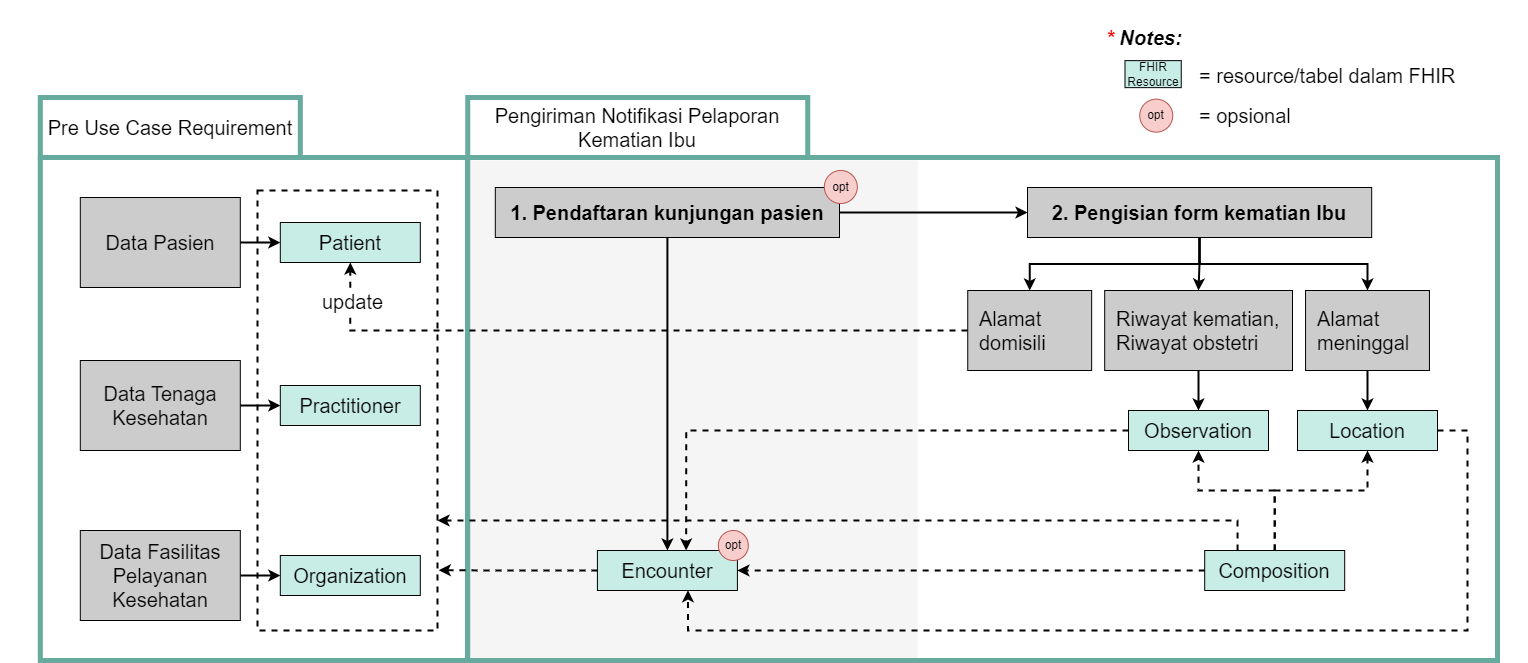 * Notes:
FHIR
Resource
= resource/tabel dalam FHIR
opt
= opsional
Pre Use Case Requirement
Pengiriman Notifikasi Pelaporan
Kematian Ibu
Data Pasien
Patient
update
Data Tenaga
Kesehatan
Practitioner
Data Fasilitas
Pelayanan
Kesehatan
Organization
1. Pendaftaran kunjungan pasien
opt
2. Pengisian form kematian Ibu
Alamat
domisili
Riwayat kematian,
Riwayat obstetri
Alamat
meninggal
Observation
Location
Encounter
opt
Composition